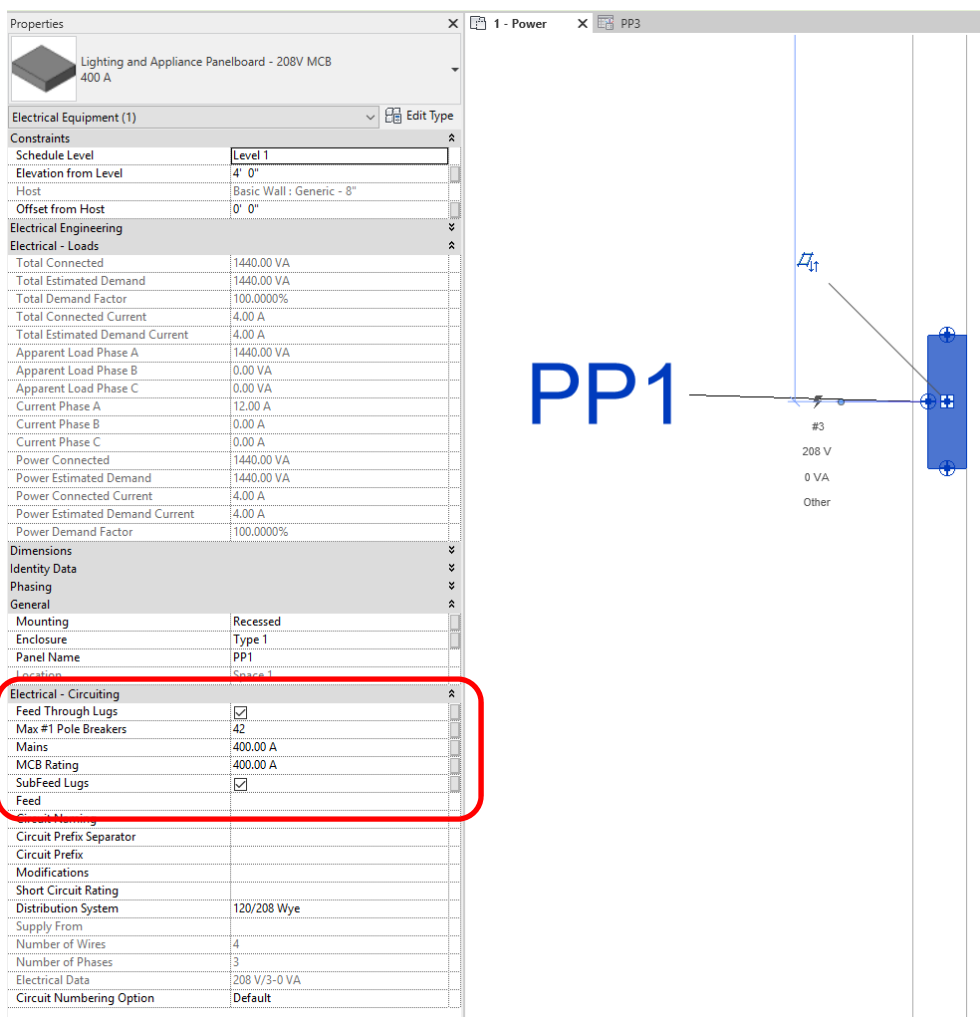 Properties
1 - Power
PP3
Lighting and Appliance Panelboard - 208V MCB
400 A
Electrical Equipment (1)
Edit Type
Constraints
Schedule Level Level 1
Elevation from Level 4' 0"
Host Basic Wall : Generic - 8"
Offset from Host 0' 0"
Electrical Engineering
Electrical - Loads
Total Connected 1440.00 VA
Total Estimated Demand 1440.00 VA
Total Demand Factor 100.0000%
Total Connected Current 4.00 A
Total Estimated Demand Current 4.00 A
Apparent Load Phase A 1440.00 VA
Apparent Load Phase B 0.00 VA
Apparent Load Phase C 0.00 VA
Current Phase A 12.00 A
Current Phase B 0.00 A
Current Phase C 0.00 A
Power Connected 1440.00 VA
Power Estimated Demand 1440.00 VA
Power Connected Current 4.00 A
Power Estimated Demand Current 4.00 A
Power Demand Factor 100.0000%
Dimensions
Identity Data
Phasing
General
Mounting Recessed
Enclosure Type 1
Panel Name PP1
Location Space 1
Electrical - Circuiting
Feed Through Lugs
Max #1 Pole Breakers 42
Mains 400.00 A
MCB Rating 400.00 A
SubFeed Lugs
Feed
Circuit Naming
Circuit Prefix Separator
Circuit Prefix
Modifications
Short Circuit Rating
Distribution System 120/208 Wye
Supply From
Number of Wires 4
Number of Phases 3
Electrical Data 208 V/3-0 VA
Circuit Numbering Option Default
PP1
#3
208 V
0 VA
Other